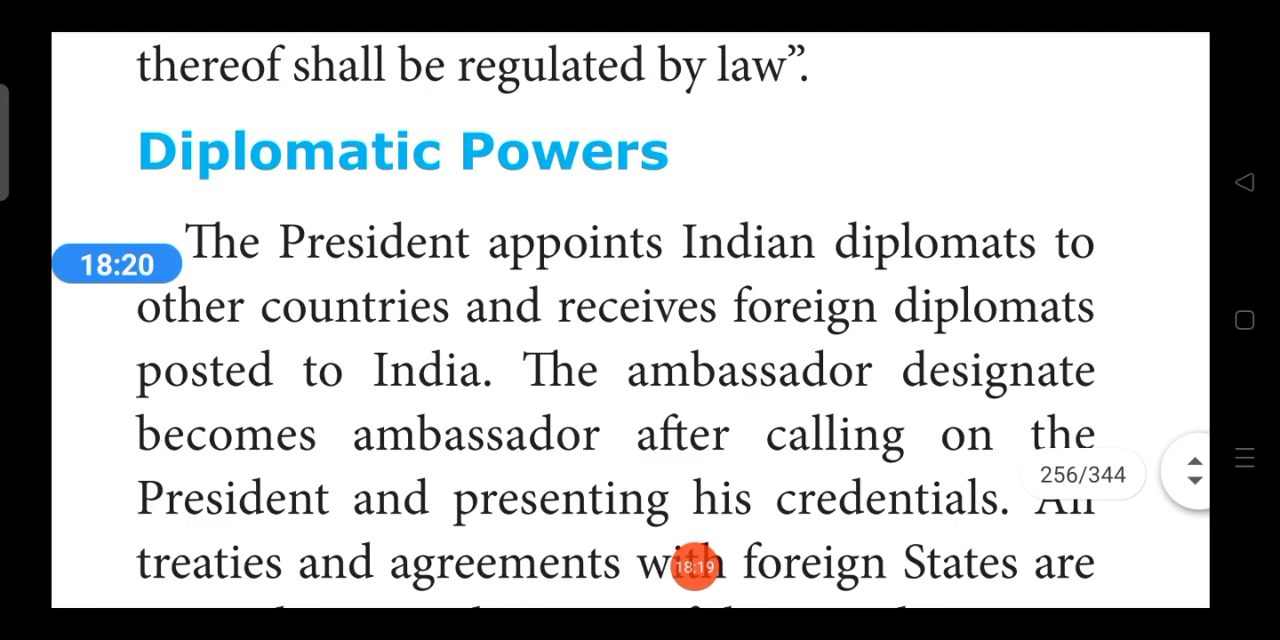 thereof shall be regulated by law”.
Diplomatic Powers
The President appoints Indian diplomats to
18:20
other countries and receives foreign diplomats
posted to India. The ambassador designate
becomes ambassador after calling on the
256/344
President and presenting his credentials. All
treaties and agreements with foreign States are
18:19